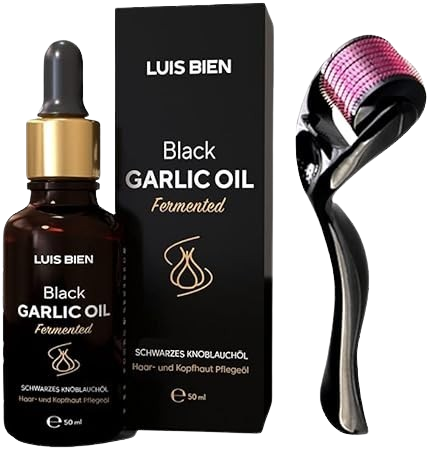 LUIS BIEN
Black
GARLIC OIL
Fermented
SCHWARZES KNOBLAUCHÖL
Haar- und Kopfhaut Pflegeöl
℮ 50 ml
LUIS BIEN
Black
GARLIC OIL
Fermented
SCHWARZES KNOBLAUCHÖL
Haar- und Kopfhaut Pflegeöl
℮ 50 ml